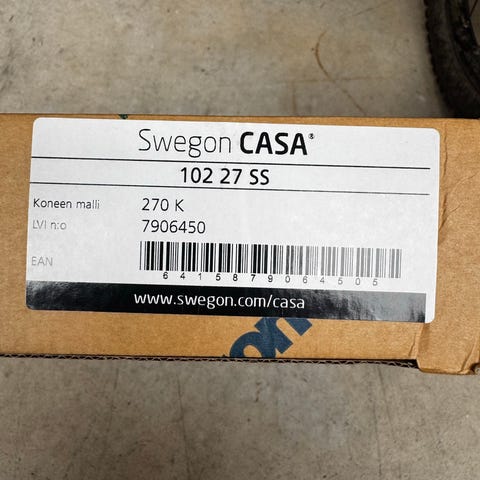 Swegon CASA®
102 27 SS
Koneen malli 270 K
LVI n:o 7906450
EAN
6415879064505
www.swegon.com/casa